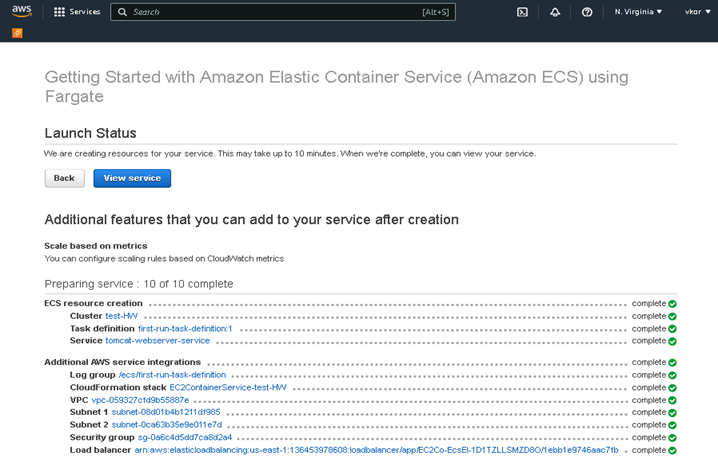 aws
Services
Search
[Alt+S]
N. Virginia
vkar
Getting Started with Amazon Elastic Container Service (Amazon ECS) using
Fargate
Launch Status
We are creating resources for your service. This may take up to 10 minutes. When we're complete, you can view your service.
Back
View service
Additional features that you can add to your service after creation
Scale based on metrics
You can configure scaling rules based on CloudWatch metrics
Preparing service : 10 of 10 complete
ECS resource creation complete
Cluster test-HW complete
Task definition first-run-task-definition:1 complete
Service tomcat-webserver-service complete
Additional AWS service integrations complete
Log group /ecs/first-run-task-definition complete
CloudFormation stack EC2ContainerService-test-HW complete
VPC vpc-059327cfd9b55887e complete
Subnet 1 subnet-08d01b4b1211df985 complete
Subnet 2 subnet-0ca63b35e9e011e7d complete
Security group sg-0a6c4d5dd7ca8d2a4 complete
Load balancer arn:aws:elasticloadbalancing:us-east-1:136453978608:loadbalancer/app/EC2Co-EcsEl-1D1TZLLSMZD8O/1ebb1e9746aac7fb complete